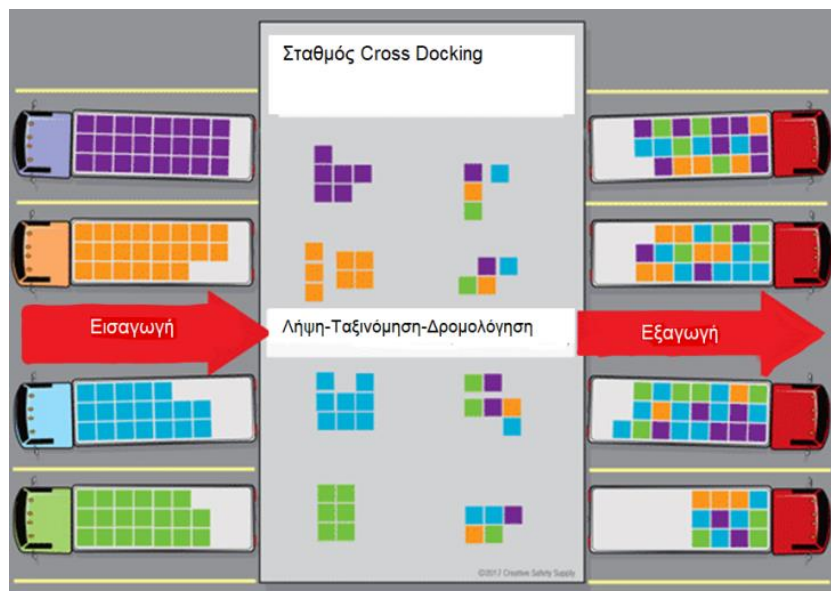 Σταθμός Cross Docking
Εισαγωγή
Λήψη-Ταξινόμηση-Δρομολόγηση
Εξαγωγή
©2017 Creative Safety Supply